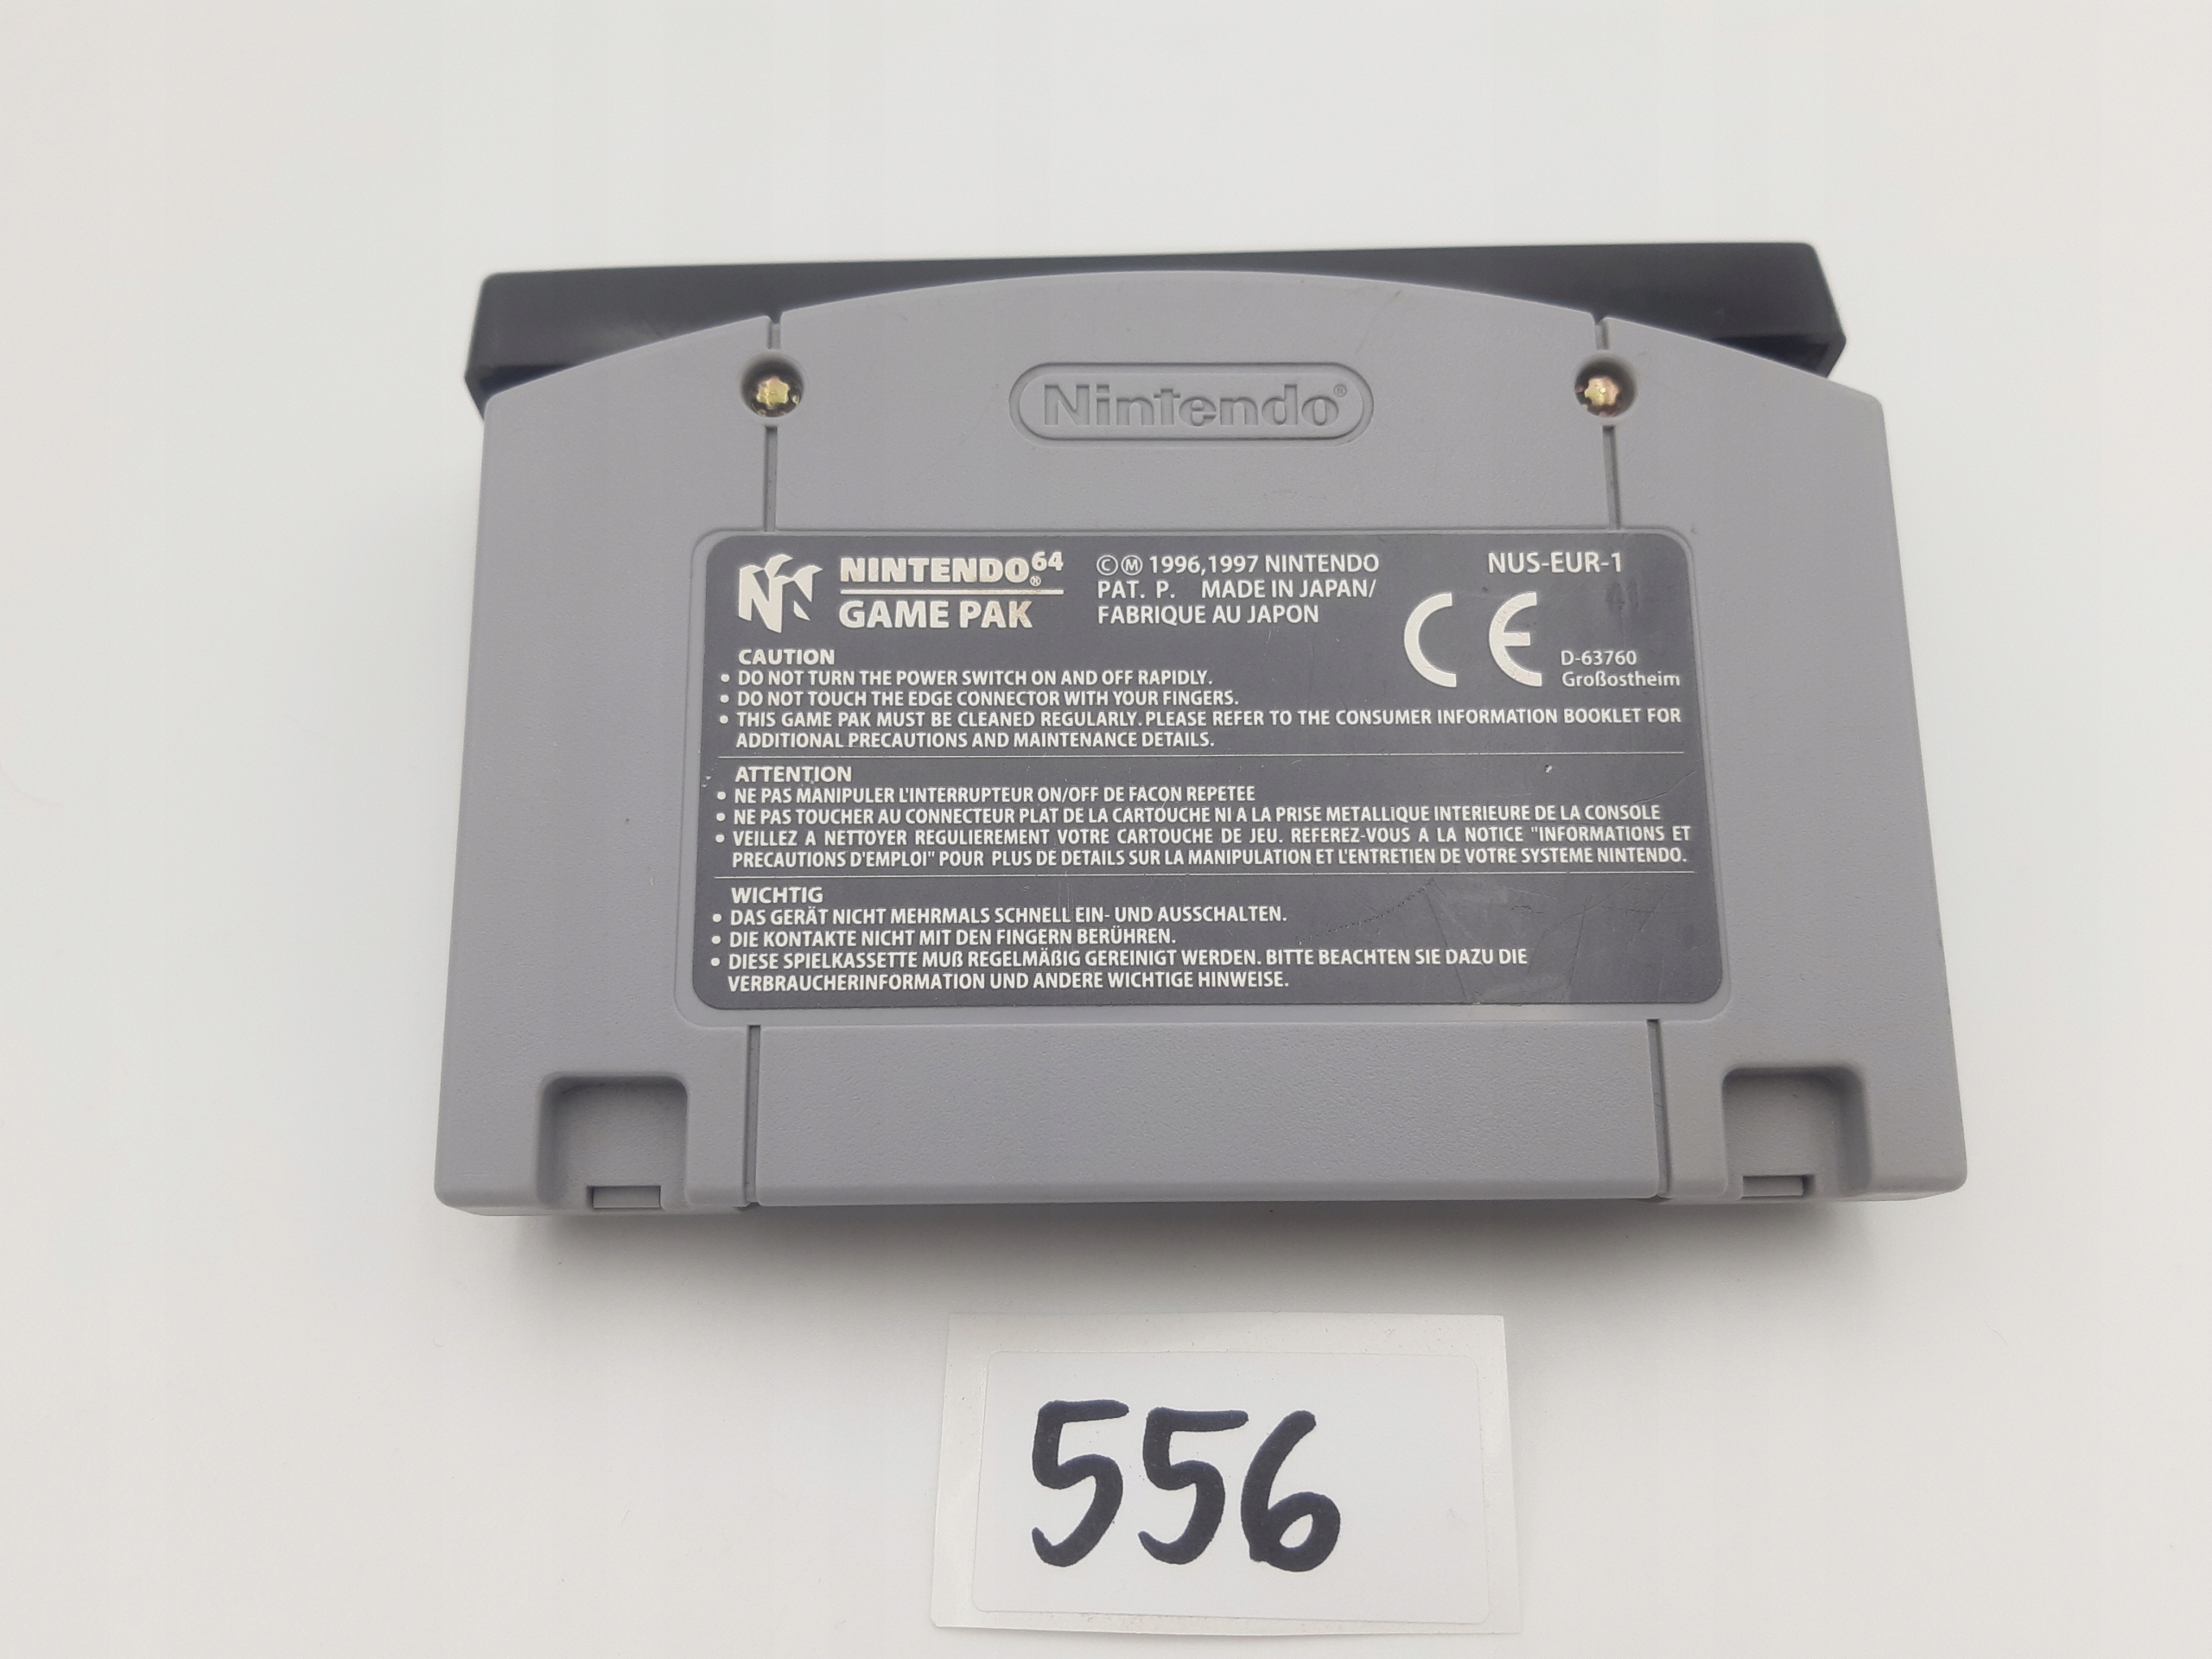 Nintendo®
NINTENDO64®
GAME PAK
©Ⓜ 1996,1997 NINTENDO
PAT. P. MADE IN JAPAN/
FABRIQUE AU JAPON
NUS-EUR-1
41
CE
D-63760
Großostheim
CAUTION
• DO NOT TURN THE POWER SWITCH ON AND OFF RAPIDLY.
• DO NOT TOUCH THE EDGE CONNECTOR WITH YOUR FINGERS.
• THIS GAME PAK MUST BE CLEANED REGULARLY. PLEASE REFER TO THE CONSUMER INFORMATION BOOKLET FOR
ADDITIONAL PRECAUTIONS AND MAINTENANCE DETAILS.
ATTENTION
• NE PAS MANIPULER L'INTERRUPTEUR ON/OFF DE FACON REPETEE
• NE PAS TOUCHER AU CONNECTEUR PLAT DE LA CARTOUCHE NI A LA PRISE METALLIQUE INTERIEURE DE LA CONSOLE
• VEILLEZ A NETTOYER REGULIEREMENT VOTRE CARTOUCHE DE JEU. REFEREZ-VOUS A LA NOTICE "INFORMATIONS ET
PRECAUTIONS D'EMPLOI" POUR PLUS DE DETAILS SUR LA MANIPULATION ET L'ENTRETIEN DE VOTRE SYSTEME NINTENDO.
WICHTIG
• DAS GERÄT NICHT MEHRMALS SCHNELL EIN- UND AUSSCHALTEN.
• DIE KONTAKTE NICHT MIT DEN FINGERN BERÜHREN.
• DIESE SPIELKASSETTE MUß REGELMÄßIG GEREINIGT WERDEN. BITTE BEACHTEN SIE DAZU DIE
VERBRAUCHERINFORMATION UND ANDERE WICHTIGE HINWEISE.
556